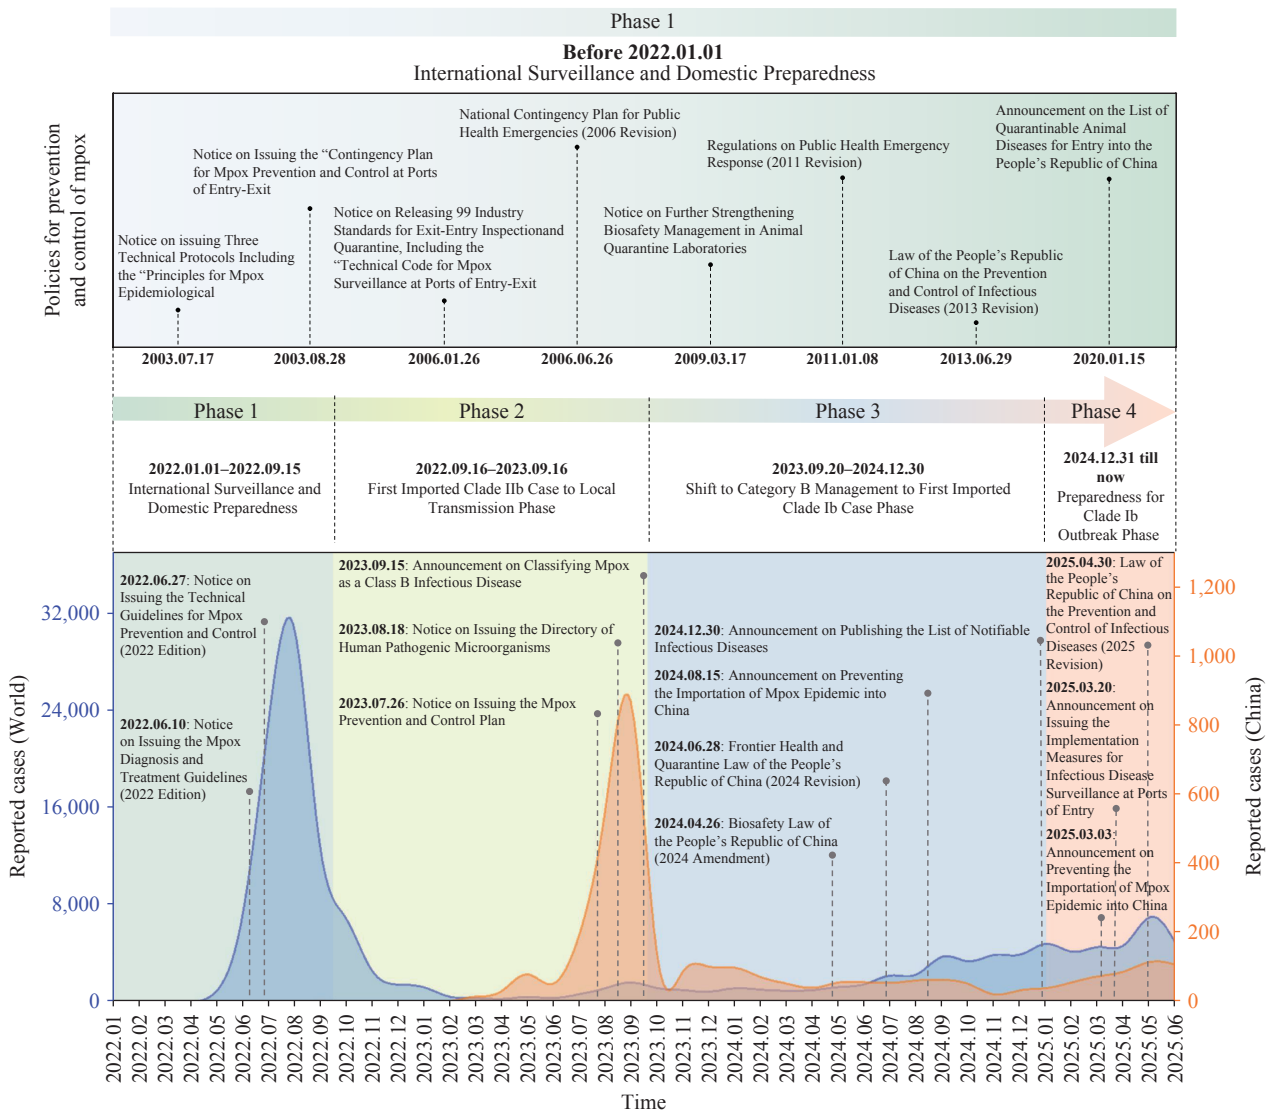 Phase 1
Before 2022.01.01
International Surveillance and Domestic Preparedness
Policies for prevention
and control of mpox
Notice on issuing Three
Technical Protocols Including
the “Principles for Mpox
Epidemiological
Notice on Issuing the “Contingency Plan
for Mpox Prevention and Control at Ports
of Entry-Exit
Notice on Releasing 99 Industry
Standards for Exit-Entry Inspectionand
Quarantine, Including the
“Technical Code for Mpox
Surveillance at Ports of Entry-Exit
National Contingency Plan for Public
Health Emergencies (2006 Revision)
Notice on Further Strengthening
Biosafety Management in Animal
Quarantine Laboratories
Regulations on Public Health Emergency
Response (2011 Revision)
Law of the People’s Republic
of China on the Prevention
and Control of Infectious
Diseases (2013 Revision)
Announcement on the List of
Quarantinable Animal
Diseases for Entry into the
People’s Republic of China
2003.07.17
2003.08.28
2006.01.26
2006.06.26
2009.03.17
2011.01.08
2013.06.29
2020.01.15
Phase 1
Phase 2
Phase 3
Phase 4
2022.01.01–2022.09.15
International Surveillance and
Domestic Preparedness
2022.09.16–2023.09.16
First Imported Clade IIb Case to Local
Transmission Phase
2023.09.20–2024.12.30
Shift to Category B Management to First Imported
Clade Ib Case Phase
2024.12.31 till
now
Preparedness for
Clade Ib
Outbreak Phase
2022.06.27: Notice on
Issuing the Technical
Guidelines for Mpox
Prevention and Control
(2022 Edition)
2022.06.10: Notice
on Issuing the Mpox
Diagnosis and
Treatment Guidelines
(2022 Edition)
2023.09.15: Announcement on Classifying Mpox
as a Class B Infectious Disease
2023.08.18: Notice on Issuing the Directory of
Human Pathogenic Microorganisms
2023.07.26: Notice on Issuing the Mpox
Prevention and Control Plan
2024.12.30: Announcement on Publishing the List of Notifiable
Infectious Diseases
2024.08.15: Announcement on Preventing
the Importation of Mpox Epidemic into
China
2024.06.28: Frontier Health and
Quarantine Law of the People’s
Republic of China (2024 Revision)
2024.04.26: Biosafety Law of
the People’s Republic of China
(2024 Amendment)
2025.04.30: Law of
the People’s
Republic of China on
the Prevention and
Control of Infectious
Diseases (2025
Revision)
2025.03.20:
Announcement on
Issuing the
Implementation
Measures for
Infectious Disease
Surveillance at Ports
of Entry
2025.03.03:
Announcement on
Preventing the
Importation of Mpox
Epidemic into China
Reported cases (World)
32,000
24,000
16,000
8,000
0
Reported cases (China)
1,200
1,000
800
600
400
200
0
2022.01
2022.02
2022.03
2022.04
2022.05
2022.06
2022.07
2022.08
2022.09
2022.10
2022.11
2022.12
2023.01
2023.02
2023.03
2023.04
2023.05
2023.06
2023.07
2023.08
2023.09
2023.10
2023.11
2023.12
2024.01
2024.02
2024.03
2024.04
2024.05
2024.06
2024.07
2024.08
2024.09
2024.10
2024.11
2024.12
2025.01
2025.02
2025.03
2025.04
2025.05
2025.06
Time